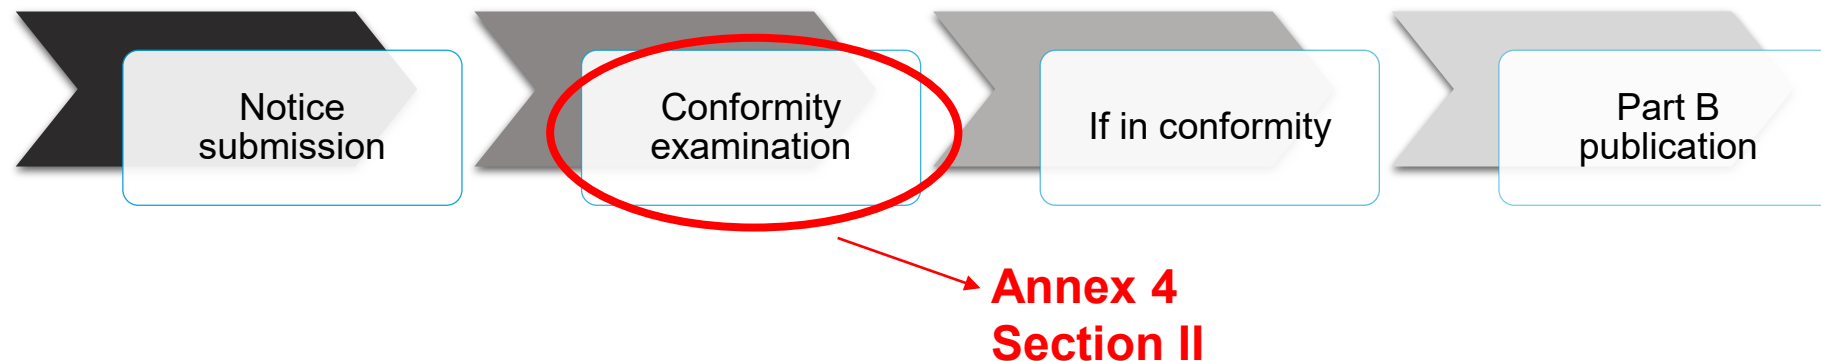 Notice
submission
Conformity
examination
If in conformity
Part B
publication
Annex 4
Section II